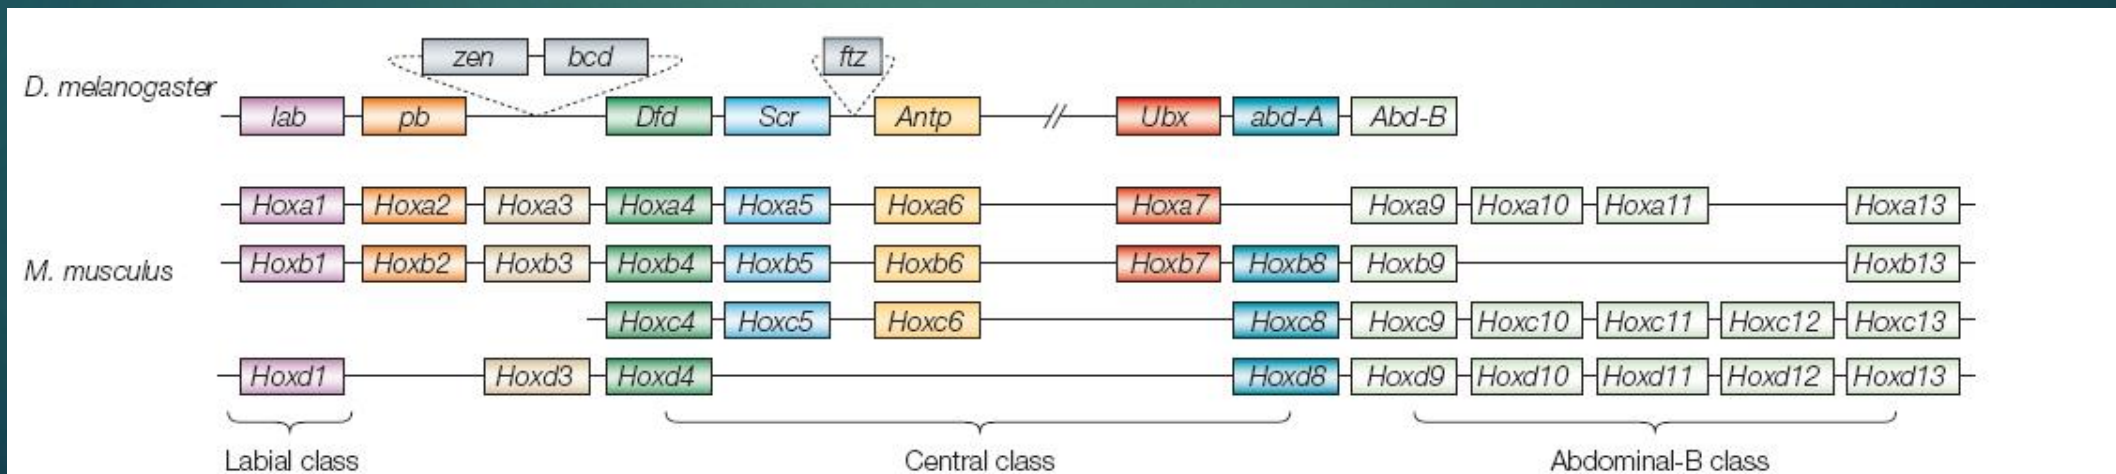 zen bcd ftz
D. melanogaster
lab pb Dfd Scr Antp // Ubx abd-A Abd-B
Hoxa1 Hoxa2 Hoxa3 Hoxa4 Hoxa5 Hoxa6 Hoxa7 Hoxa9 Hoxa10 Hoxa11 Hoxa13
M. musculus
Hoxb1 Hoxb2 Hoxb3 Hoxb4 Hoxb5 Hoxb6 Hoxb7 Hoxb8 Hoxb9 Hoxb13
Hoxc4 Hoxc5 Hoxc6 Hoxc8 Hoxc9 Hoxc10 Hoxc11 Hoxc12 Hoxc13
Hoxd1 Hoxd3 Hoxd4 Hoxd8 Hoxd9 Hoxd10 Hoxd11 Hoxd12 Hoxd13
Labial class Central class Abdominal-B class